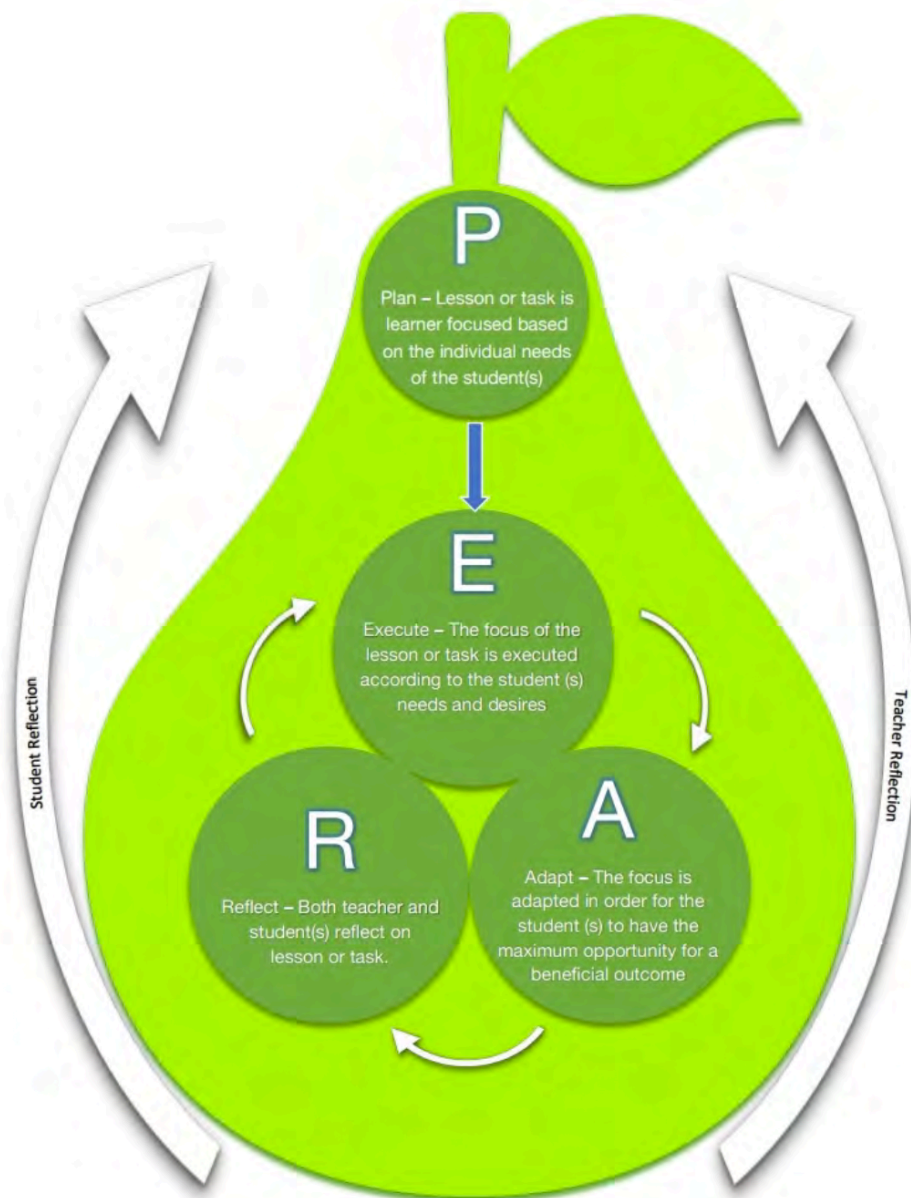 P
Plan – Lesson or task is
learner focused based
on the individual needs
of the student(s)
E
Execute – The focus of the
lesson or task is executed
according to the student (s)
needs and desires
A
Adapt – The focus is
adapted in order for the
student (s) to have the
maximum opportunity for a
beneficial outcome
R
Reflect – Both teacher and
student(s) reflect on
lesson or task.
Student Reflection
Teacher Reflection